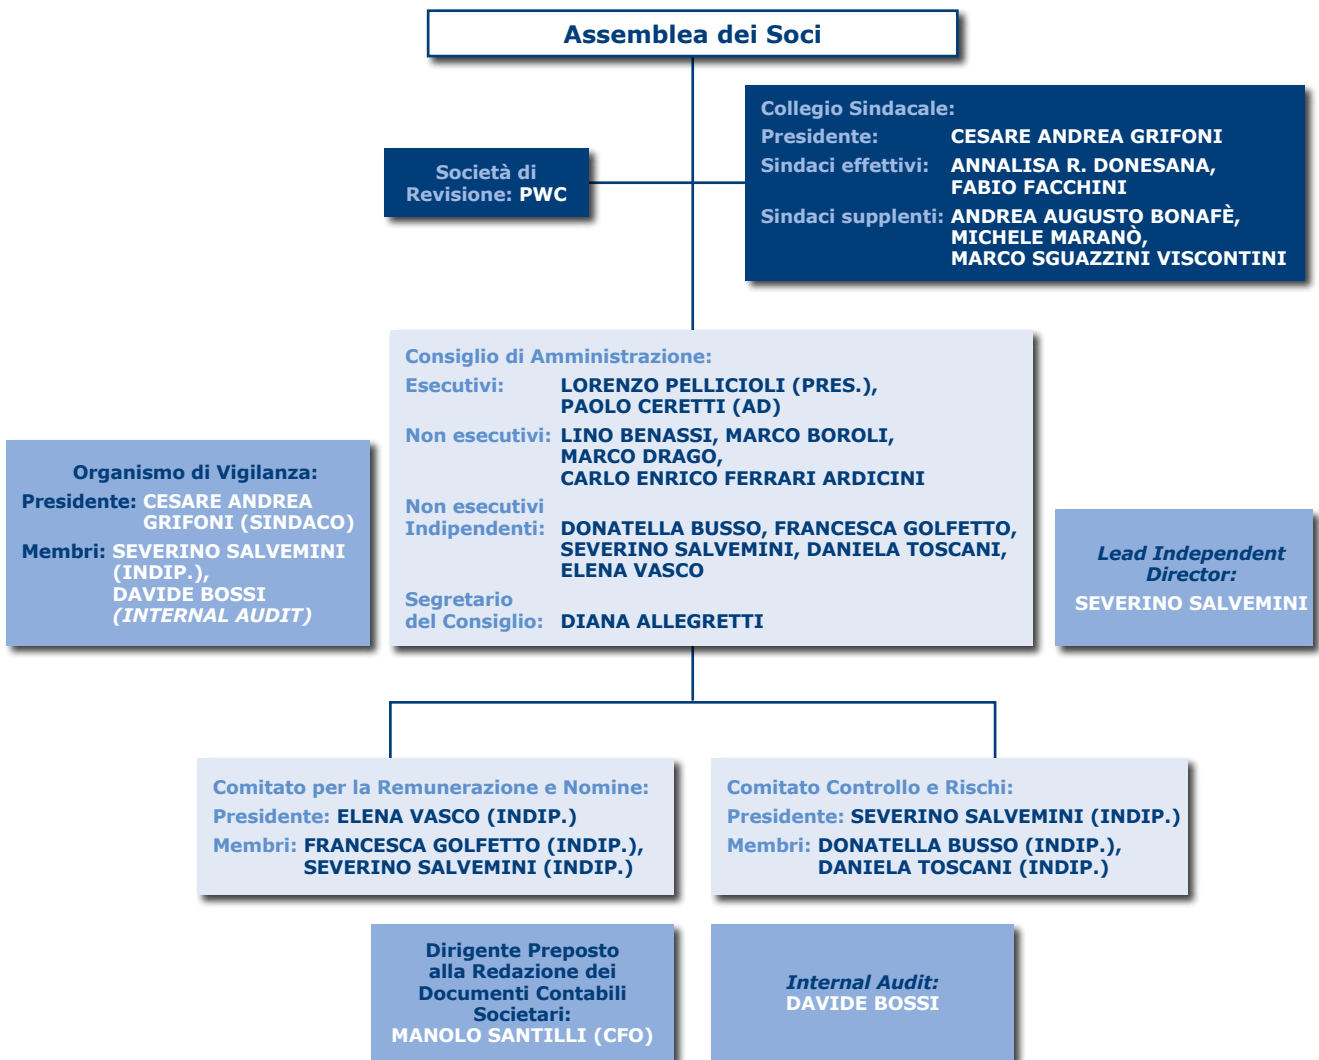 Assemblea dei Soci
Società di
Revisione: PWC
Collegio Sindacale:
Presidente: CESARE ANDREA GRIFONI
Sindaci effettivi: ANNALISA R. DONESANA,
FABIO FACCHINI
Sindaci supplenti: ANDREA AUGUSTO BONAFÈ,
MICHELE MARANÒ,
MARCO SGUAZZINI VISCONTINI
Consiglio di Amministrazione:
Esecutivi: LORENZO PELLICIOLI (PRES.),
PAOLO CERETTI (AD)
Non esecutivi: LINO BENASSI, MARCO BOROLI,
MARCO DRAGO,
CARLO ENRICO FERRARI ARDICINI
Non esecutivi
Indipendenti: DONATELLA BUSSO, FRANCESCA GOLFETTO,
SEVERINO SALVEMINI, DANIELA TOSCANI,
ELENA VASCO
Segretario
del Consiglio: DIANA ALLEGRETTI
Organismo di Vigilanza:
Presidente: CESARE ANDREA
GRIFONI (SINDACO)
Membri: SEVERINO SALVEMINI
(INDIP.),
DAVIDE BOSSI
(INTERNAL AUDIT)
Lead Independent
Director:
SEVERINO SALVEMINI
Comitato per la Remunerazione e Nomine:
Presidente: ELENA VASCO (INDIP.)
Membri: FRANCESCA GOLFETTO (INDIP.),
SEVERINO SALVEMINI (INDIP.)
Comitato Controllo e Rischi:
Presidente: SEVERINO SALVEMINI (INDIP.)
Membri: DONATELLA BUSSO (INDIP.),
DANIELA TOSCANI (INDIP.)
Dirigente Preposto
alla Redazione dei
Documenti Contabili
Societari:
MANOLO SANTILLI (CFO)
Internal Audit:
DAVIDE BOSSI